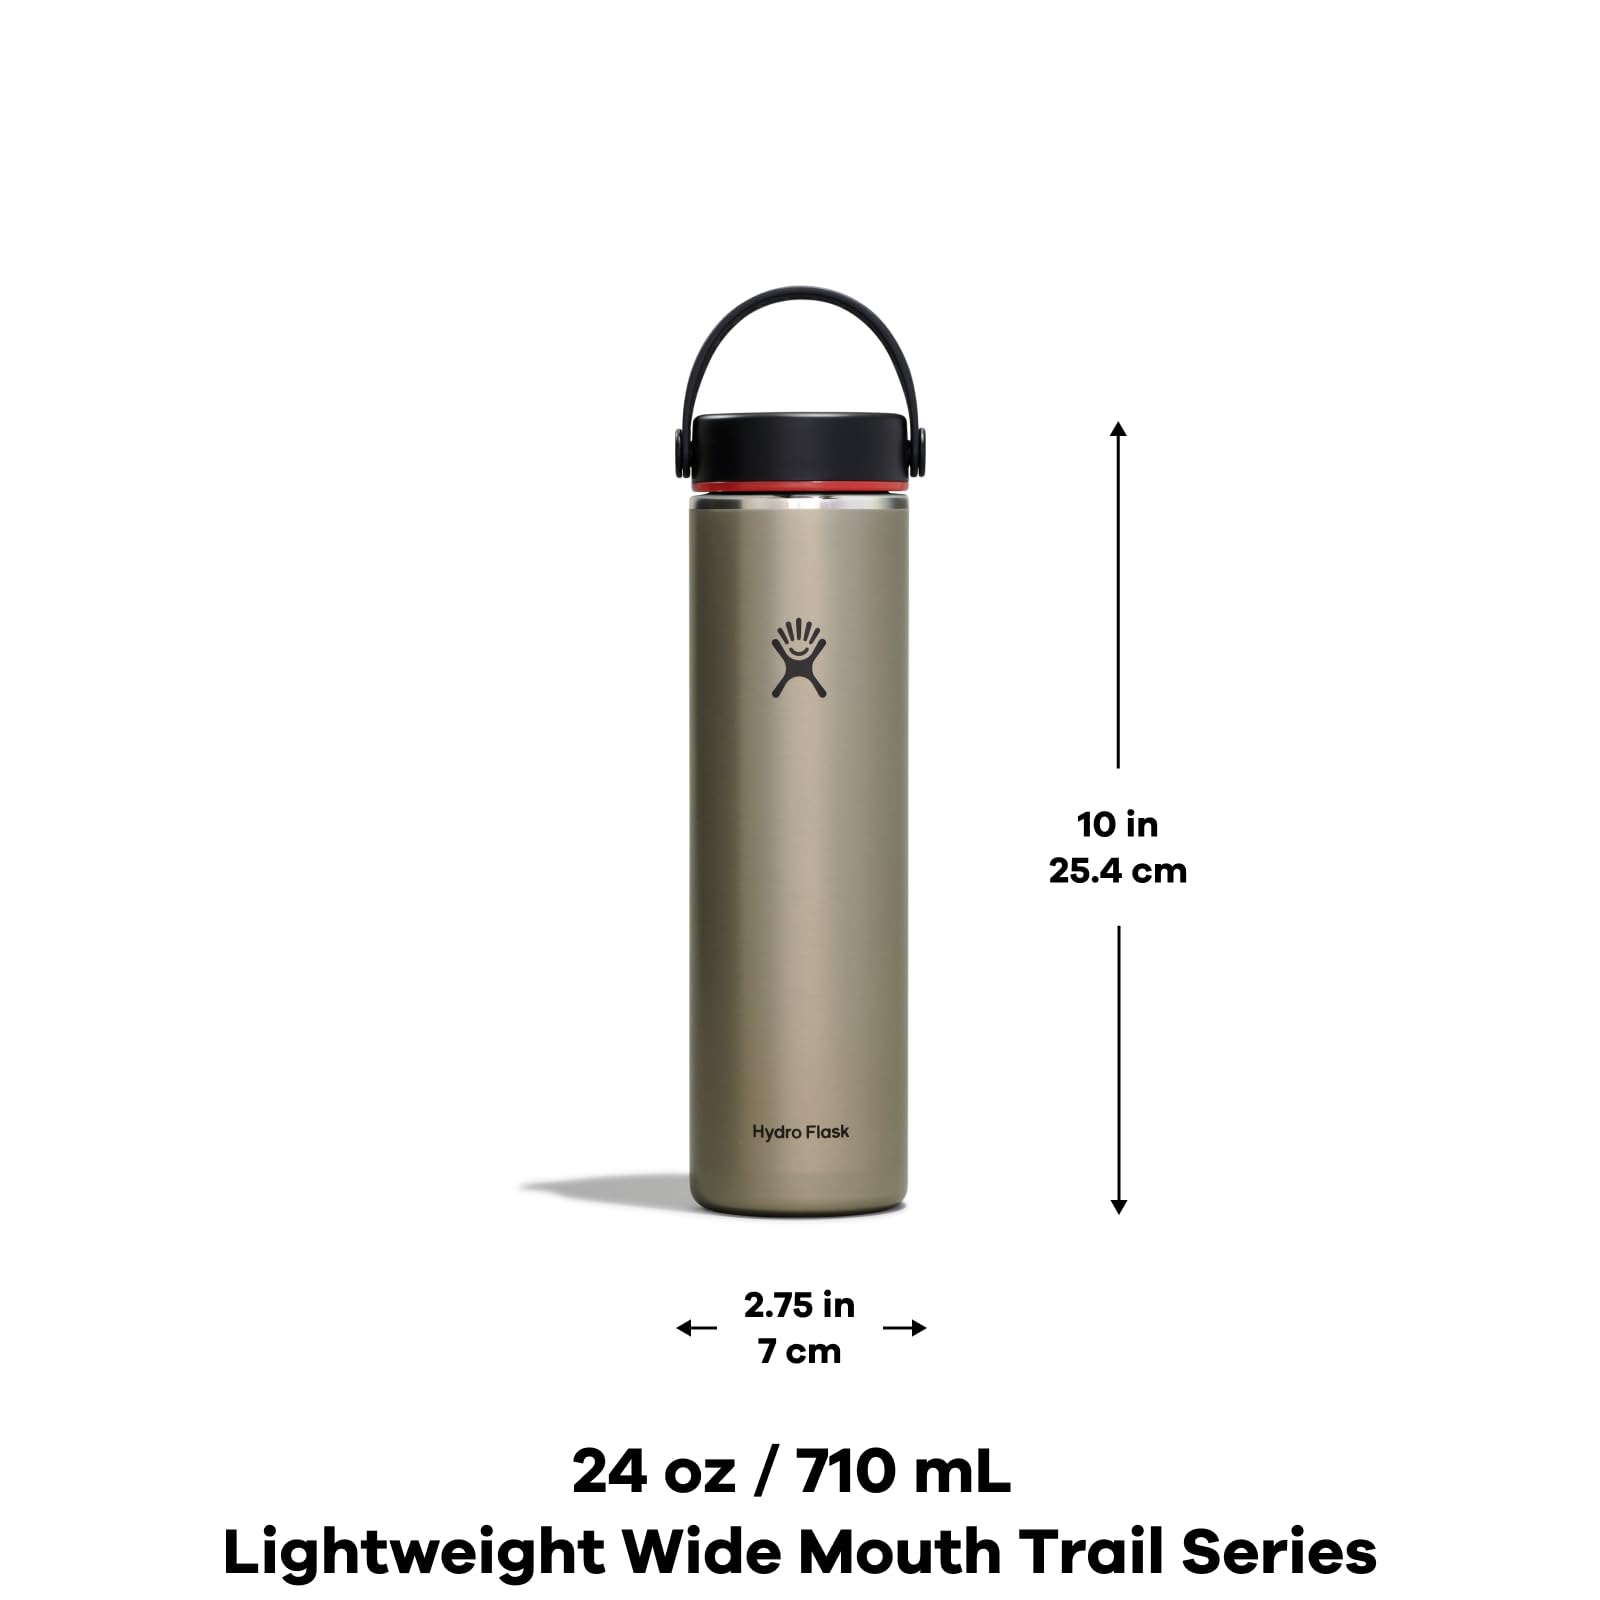 10 in
25.4 cm
Hydro Flask
2.75 in
7 cm
24 oz / 710 mL
Lightweight Wide Mouth Trail Series